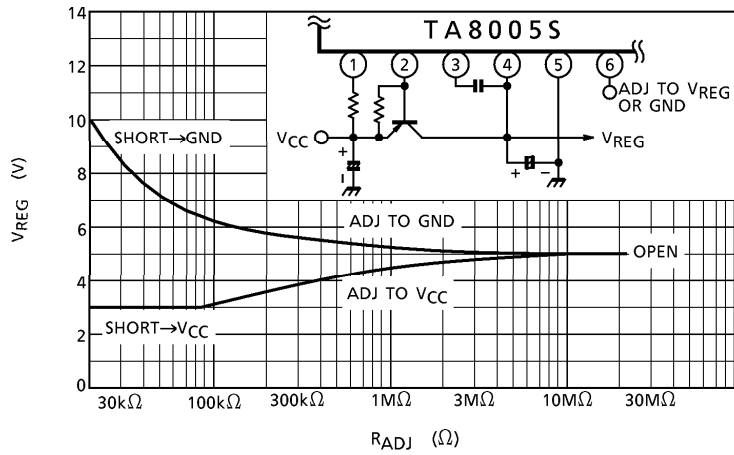 TA8005S
1 2 3 4 5 6
ADJ TO VREG
OR GND
VCC
VREG
+
-
+ -
14
12
10
8
6
4
2
0
VREG (V)
SHORT→GND
ADJ TO GND
OPEN
ADJ TO VCC
SHORT→VCC
30kΩ 100kΩ 300kΩ 1MΩ 3MΩ 10MΩ 30MΩ
RADJ (Ω)